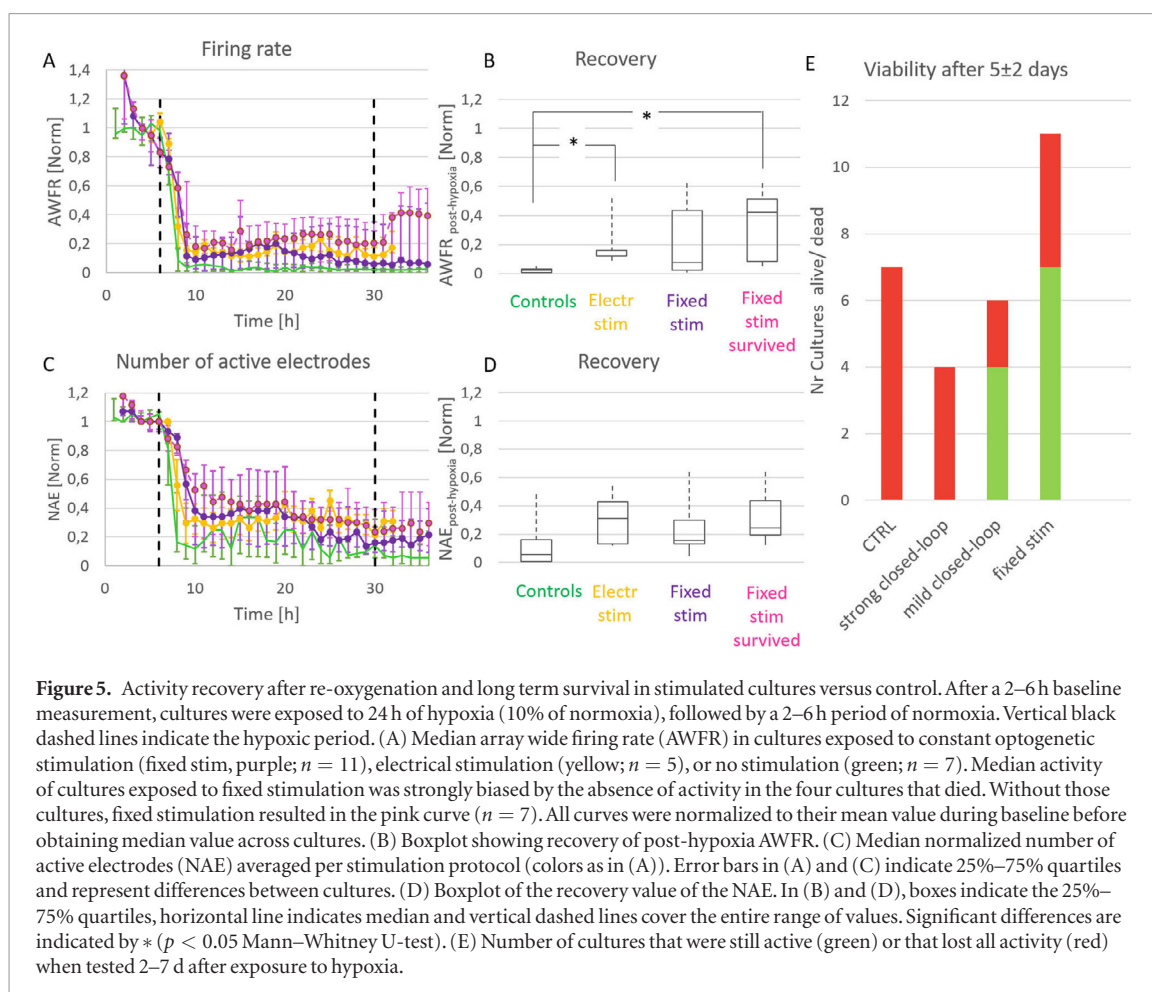 A
Firing rate
1,4
1,2
1
0,8
0,6
0,4
0,2
0
AWFR [Norm]
10
20
30
Time [h]
B
Recovery
1,2
1
0,8
0,6
0,4
0,2
0
AWFR post-hypoxia [Norm]
*
*
Controls
Electr
stim
Fixed
stim
Fixed
stim
survived
C
Number of active electrodes
1,2
1
0,8
0,6
0,4
0,2
0
NAE [Norm]
10
20
30
Time [h]
D
Recovery
1,2
1
0,8
0,6
0,4
0,2
0
NAE post-hypoxia [Norm]
Controls
Electr
stim
Fixed
stim
Fixed
stim
survived
E
Viability after 5±2 days
12
10
8
6
4
2
0
Nr Cultures alive/ dead
CTRL
strong closed-loop
mild closed-loop
fixed stim
Figure 5. Activity recovery after re-oxygenation and long term survival in stimulated cultures versus control. After a 2–6 h baseline
measurement, cultures were exposed to 24 h of hypoxia (10% of normoxia), followed by a 2–6 h period of normoxia. Vertical black
dashed lines indicate the hypoxic period. (A) Median array wide firing rate (AWFR) in cultures exposed to constant optogenetic
stimulation (fixed stim, purple; n = 11), electrical stimulation (yellow; n = 5), or no stimulation (green; n = 7). Median activity
of cultures exposed to fixed stimulation was strongly biased by the absence of activity in the four cultures that died. Without those
cultures, fixed stimulation resulted in the pink curve (n = 7). All curves were normalized to their mean value during baseline before
obtaining median value across cultures. (B) Boxplot showing recovery of post-hypoxia AWFR. (C) Median normalized number of
active electrodes (NAE) averaged per stimulation protocol (colors as in (A)). Error bars in (A) and (C) indicate 25%–75% quartiles
and represent differences between cultures. (D) Boxplot of the recovery value of the NAE. In (B) and (D), boxes indicate the 25%–
75% quartiles, horizontal line indicates median and vertical dashed lines cover the entire range of values. Significant differences are
indicated by * (p < 0.05 Mann–Whitney U-test). (E) Number of cultures that were still active (green) or that lost all activity (red)
when tested 2–7 d after exposure to hypoxia.